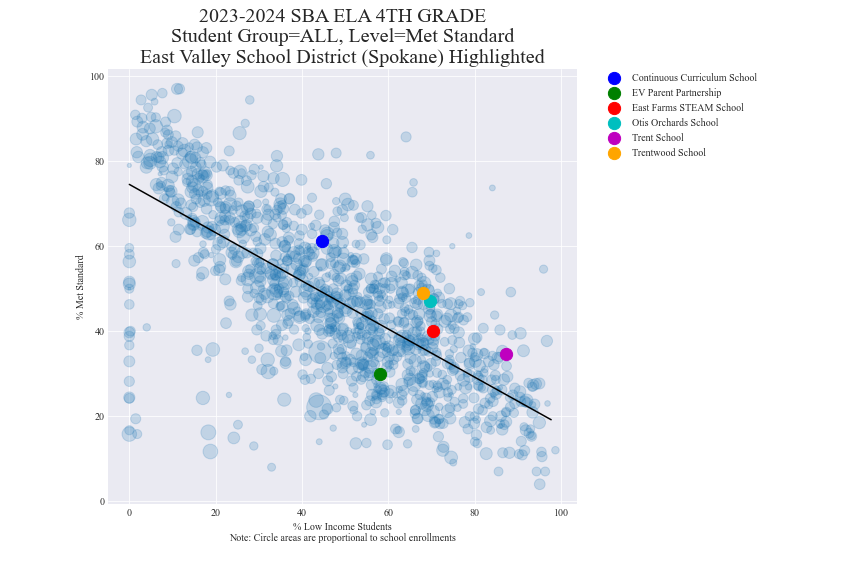 2023-2024 SBA ELA 4TH GRADE
Student Group=ALL, Level=Met Standard
East Valley School District (Spokane) Highlighted
Continuous Curriculum School
EV Parent Partnership
East Farms STEAM School
Otis Orchards School
Trent School
Trentwood School
% Met Standard
100
80
60
40
20
0
0 20 40 60 80 100
% Low Income Students
Note: Circle areas are proportional to school enrollments